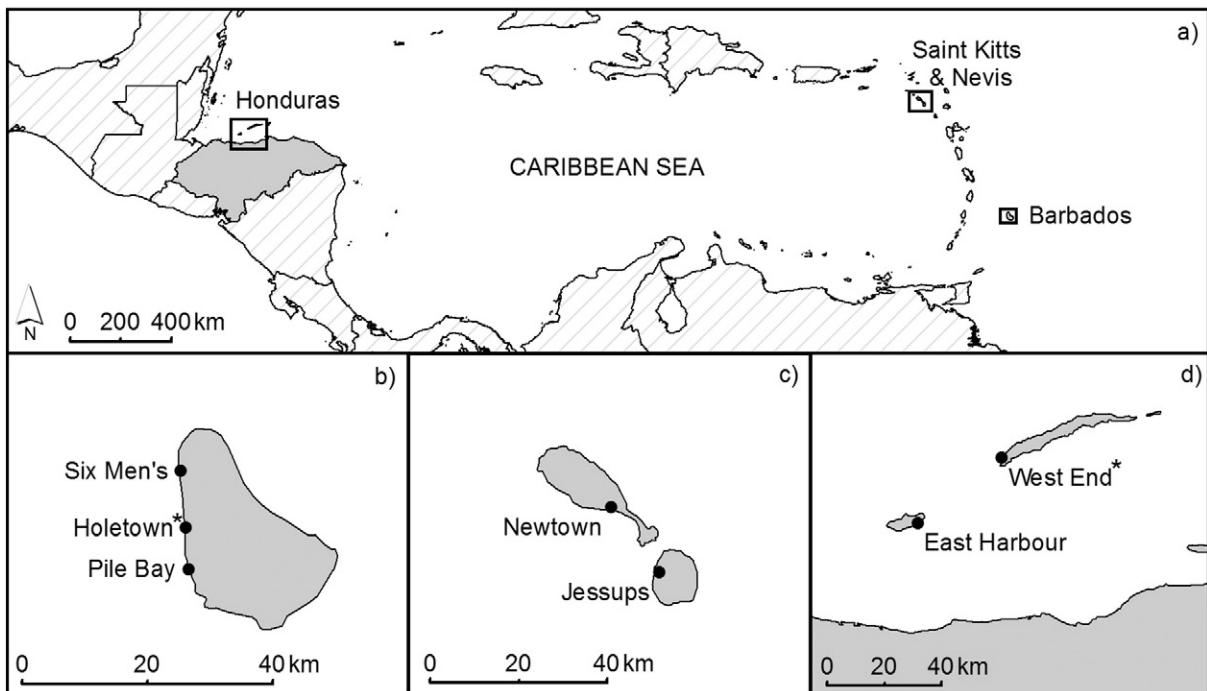 a)
Saint Kitts
& Nevis
Honduras
CARIBBEAN SEA
Barbados
N
0 200 400 km
b)
Six Men's
Holetown*
Pile Bay
0 20 40 km
c)
Newtown
Jessups
0 20 40 km
d)
West End*
East Harbour
0 20 40 km